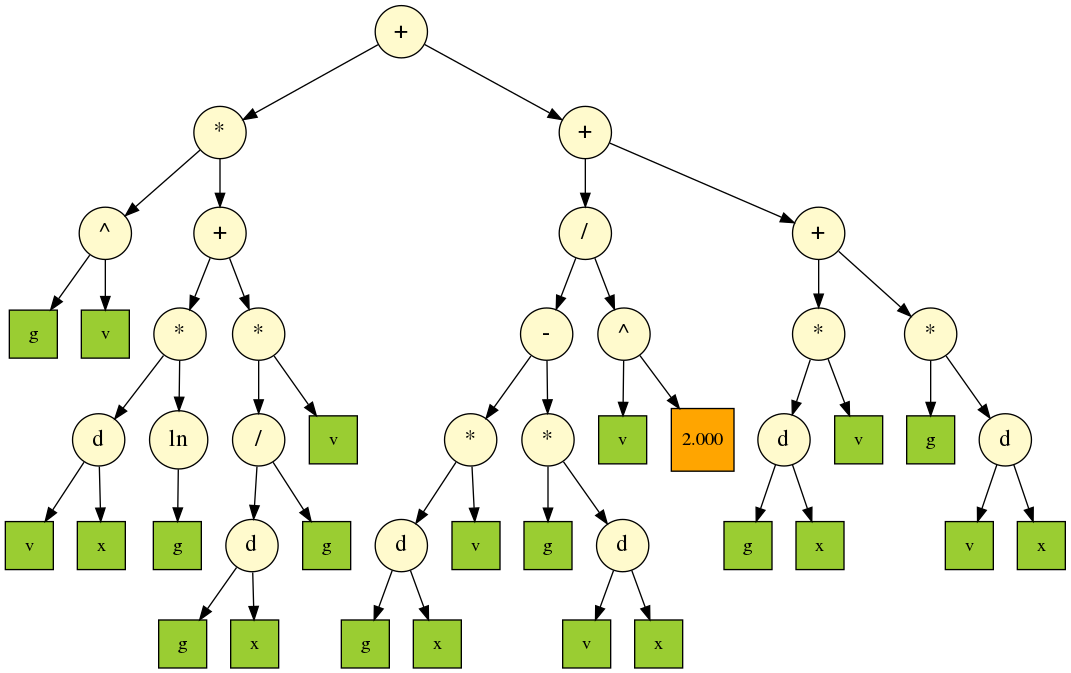 +
* +
^ + / +
g v * * - ^ * *
d ln / v * * v 2.000 d v g d
v x g d g d v g d g x v x
g x g x v x